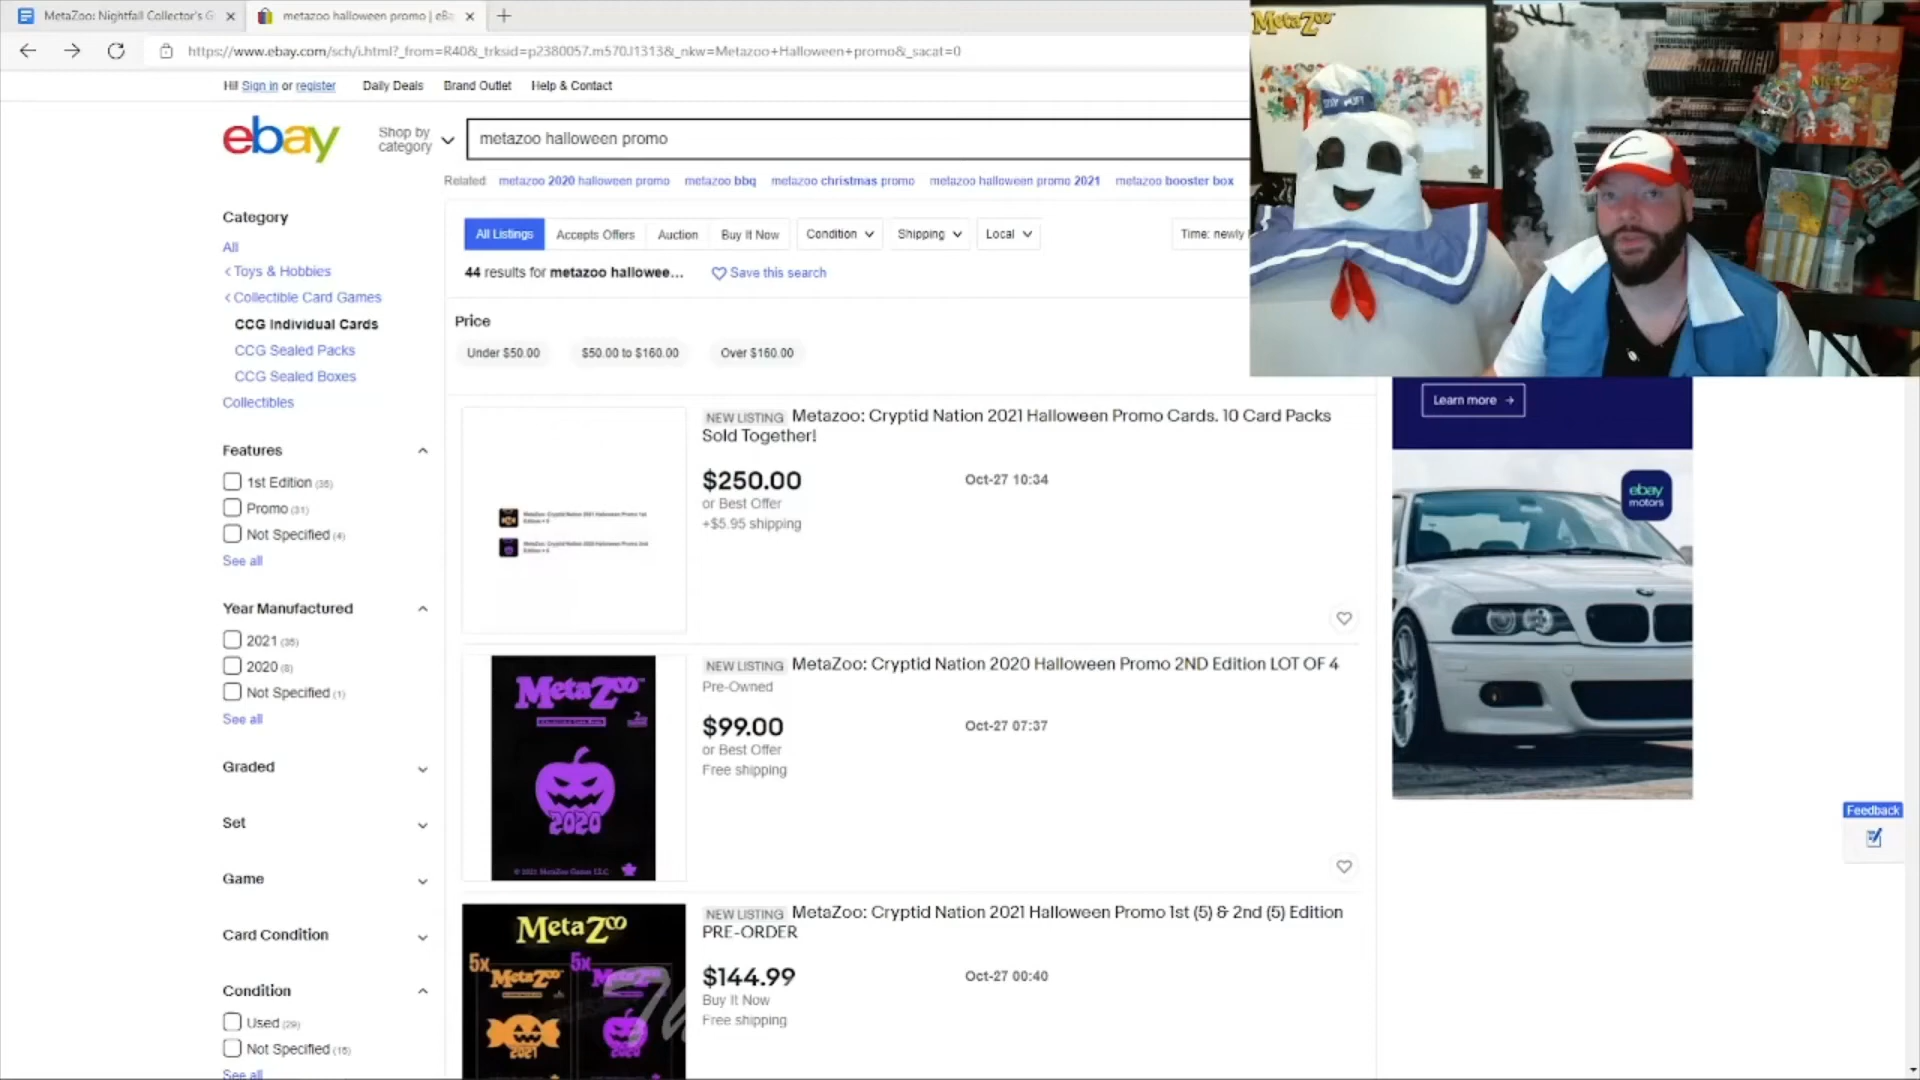 MetaZoo: Nightfall Collector's G
metazoo halloween promo | eBa
https://www.ebay.com/sch/i.html?_from=R40&_trksid=p2380057.m570.l1313&_nkw=Metazoo+Halloween+promo&_sacat=0
Hi! Sign in or register
Daily Deals
Brand Outlet
Help & Contact
ebay
Shop by category
metazoo halloween promo
Related
metazoo 2020 halloween promo
metazoo bbq
metazoo christmas promo
metazoo halloween promo 2021
metazoo booster box
Category
All
Toys & Hobbies
Collectible Card Games
CCG Individual Cards
CCG Sealed Packs
CCG Sealed Boxes
Collectibles
Features
1st Edition (35)
Promo (31)
Not Specified (4)
See all
Year Manufactured
2021 (35)
2020 (8)
Not Specified (1)
See all
Graded
Set
Game
Card Condition
Condition
Used (29)
Not Specified (15)
See all
All Listings
Accepts Offers
Auction
Buy It Now
Condition
Shipping
Local
Time: newly
44 results for metazoo hallowee...
Save this search
Price
Under $50.00
$50.00 to $160.00
Over $160.00
NEW LISTING Metazoo: Cryptid Nation 2021 Halloween Promo Cards. 10 Card Packs
Sold Together!
$250.00
Oct-27 10:34
or Best Offer
+$5.95 shipping
NEW LISTING MetaZoo: Cryptid Nation 2020 Halloween Promo 2ND Edition LOT OF 4
Pre-Owned
$99.00
Oct-27 07:37
or Best Offer
Free shipping
MetaZoo
2020
© 2021 MetaZoo Games LLC
NEW LISTING MetaZoo: Cryptid Nation 2021 Halloween Promo 1st (5) & 2nd (5) Edition
PRE-ORDER
$144.99
Oct-27 00:40
Buy It Now
Free shipping
MetaZoo
5x
5x
MetaZoo
MetaZoo
2021
2020
MetaZoo
STAY PUFT
Learn more
ebay
motors
Feedback